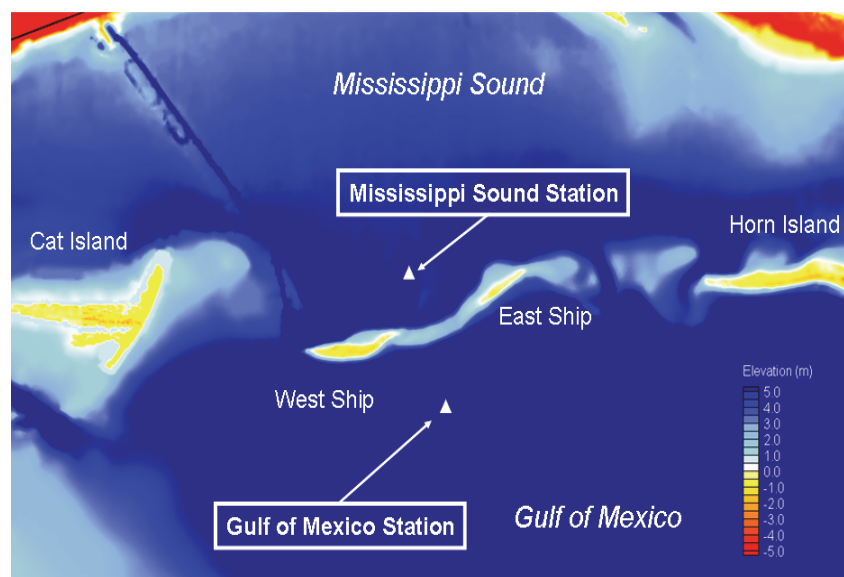 Mississippi Sound
Mississippi Sound Station
Cat Island
Horn Island
East Ship
West Ship
Elevation (m)
5.0
4.0
3.0
2.0
1.0
0.0
-1.0
-2.0
-3.0
-4.0
-5.0
Gulf of Mexico Station
Gulf of Mexico